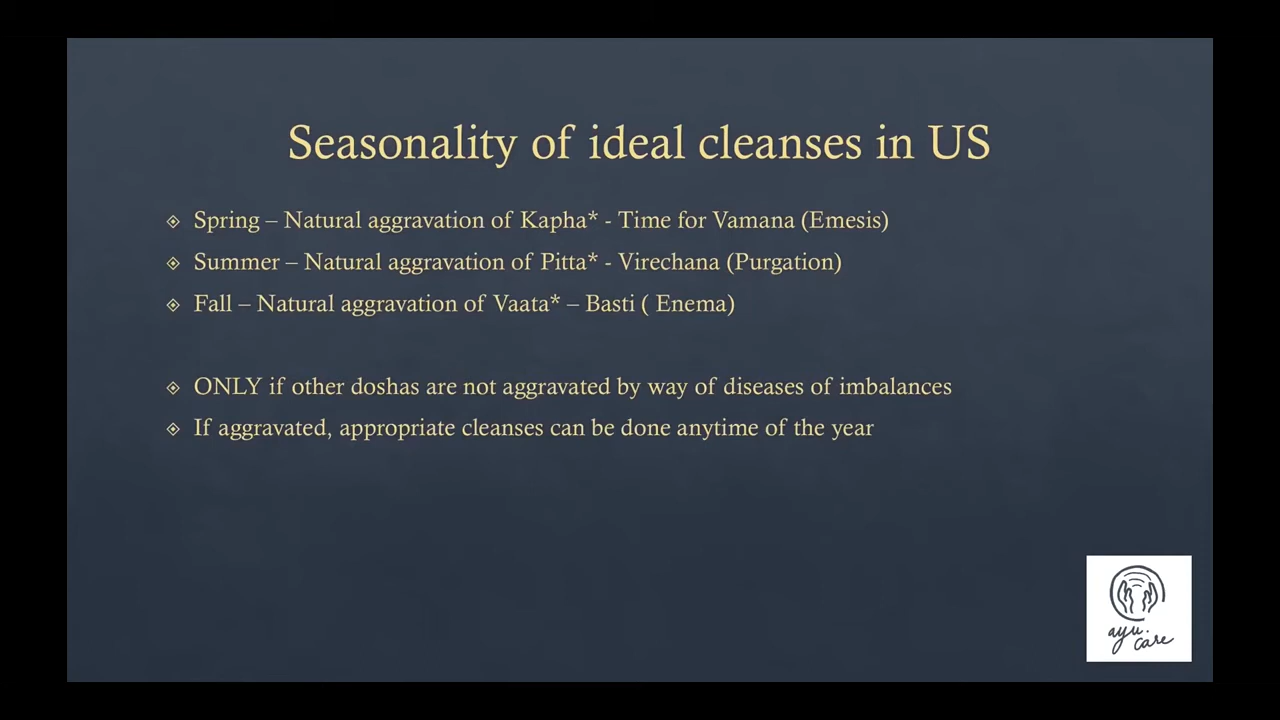 Seasonality of ideal cleanses in US
Spring – Natural aggravation of Kapha* - Time for Vamana (Emesis)
Summer – Natural aggravation of Pitta* - Virechana (Purgation)
Fall – Natural aggravation of Vaata* – Basti ( Enema)
ONLY if other doshas are not aggravated by way of diseases of imbalances
If aggravated, appropriate cleanses can be done anytime of the year
ayu.
care